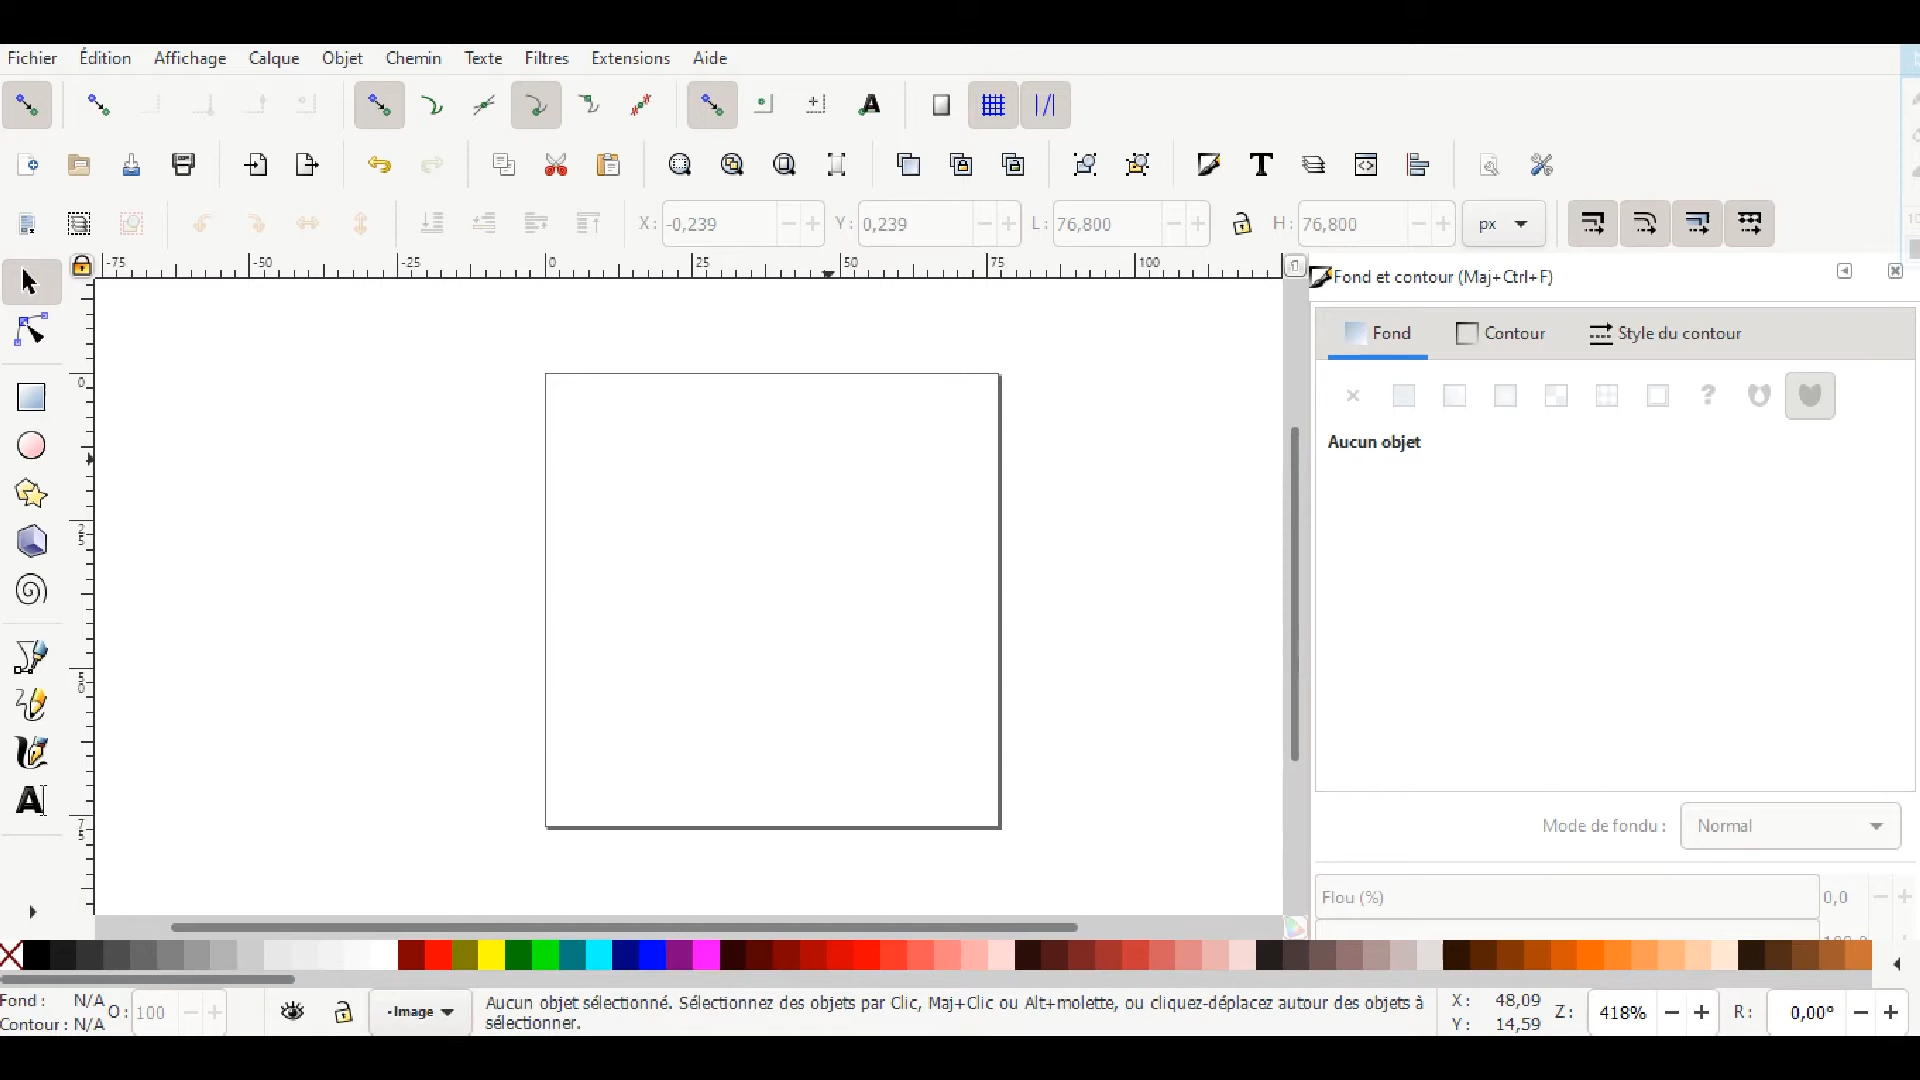 Fichier Édition Affichage Calque Objet Chemin Texte Filtres Extensions Aide
X : -0,239 Y : 0,239 L : 76,800 H : 76,800 px
-75 -50 -25 0 25 50 75 100
Fond et contour (Maj+Ctrl+F)
Fond Contour Style du contour
Aucun objet
0
25
50
75
Mode de fondu : Normal
Flou (%) 0,0
Fond : N/A O : 100
Contour : N/A
Image
Aucun objet sélectionné. Sélectionnez des objets par Clic, Maj+Clic ou Alt+molette, ou cliquez-déplacez autour des objets à
sélectionner.
X : 48,09
Y : 14,59
Z : 418% R : 0,00°